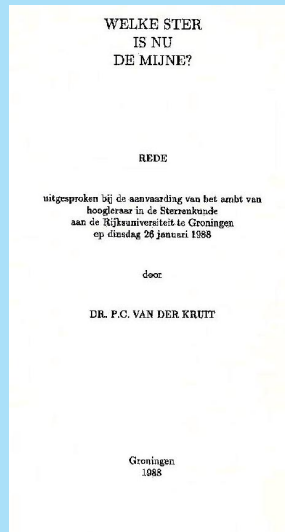 WELKE STER
IS NU
DE MIJNE?
REDE
uitgesproken bij de aanvaarding van het ambt van
hoogleraar in de Sterrenkunde
aan de Rijksuniversiteit te Groningen
op dinsdag 26 januari 1988
door
DR. P.C. VAN DER KRUIT
Groningen
1988